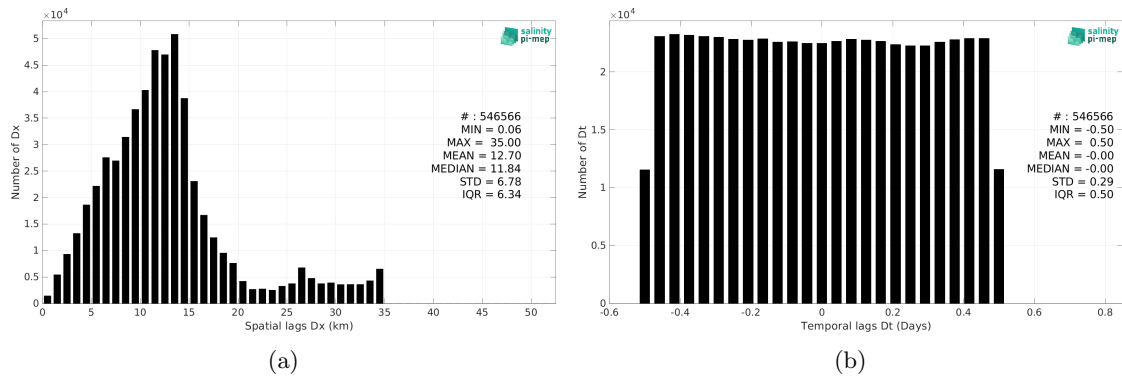 ×10⁴
5
4.5
4
3.5
3
2.5
2
1.5
1
0.5
0
Number of Dx
salinity
pi-mep
# : 546566
MIN = 0.06
MAX = 35.00
MEAN = 12.70
MEDIAN = 11.84
STD = 6.78
IQR = 6.34
0 5 10 15 20 25 30 35 40 45 50
Spatial lags Dx (km)
(a)
×10⁴
2
1.5
1
0.5
0
Number of Dt
salinity
pi-mep
# : 546566
MIN = -0.50
MAX = 0.50
MEAN = -0.00
MEDIAN = -0.00
STD = 0.29
IQR = 0.50
-0.6 -0.4 -0.2 0 0.2 0.4 0.6 0.8
Temporal lags Dt (Days)
(b)